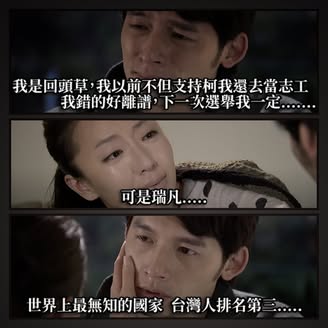 我是回頭草,我以前不但支持柯我還去當志工
我錯的好離譜,下一次選舉我一定.......
可是瑞凡.....
世界上最無知的國家 台灣人排名第三.....